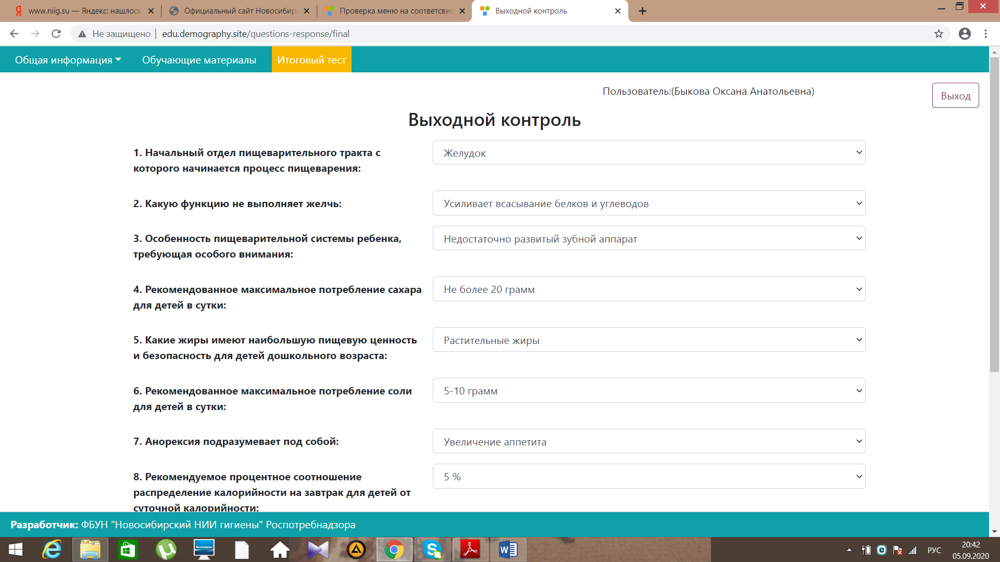 www.niig.su — Яндекс: нашлось
Официальный сайт Новосибир
Проверка меню на соответсвие
Выходной контроль
Не защищено
edu.demography.site/questions-response/final
Общая информация
Обучающие материалы
Итоговый тест
Пользователь:(Быкова Оксана Анатольевна)
Выход
Выходной контроль
1. Начальный отдел пищеварительного тракта с
которого начинается процесс пищеварения:
Желудок
2. Какую функцию не выполняет желчь:
Усиливает всасывание белков и углеводов
3. Особенность пищеварительной системы ребенка,
требующая особого внимания:
Недостаточно развитый зубной аппарат
4. Рекомендованное максимальное потребление сахара
для детей в сутки:
Не более 20 грамм
5. Какие жиры имеют наибольшую пищевую ценность
и безопасность для детей дошкольного возраста:
Растительные жиры
6. Рекомендованное максимальное потребление соли
для детей в сутки:
5-10 грамм
7. Анорексия подразумевает под собой:
Увеличение аппетита
8. Рекомендуемое процентное соотношение
распределение калорийности на завтрак для детей от
суточной калорийности:
5 %
Разработчик: ФБУН "Новосибирский НИИ гигиены" Роспотребнадзора
РУС
20:42
05.09.2020